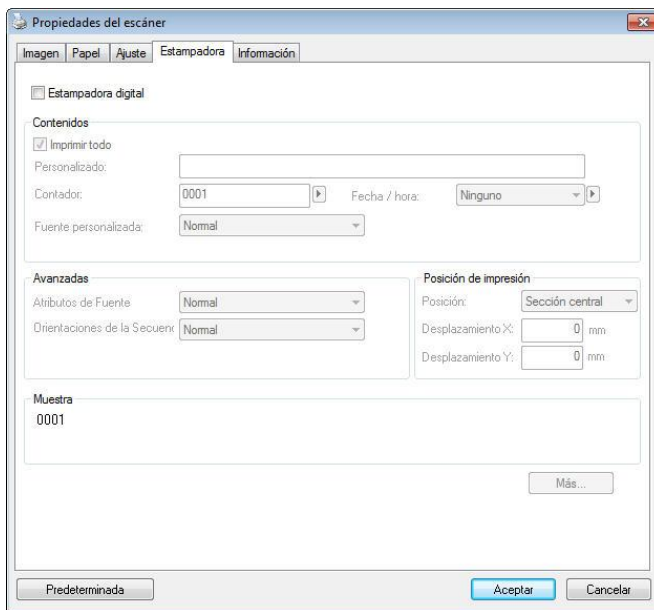 Propiedades del escáner
Imagen Papel Ajuste Estampadora Información
Estampadora digital
Contenidos
Imprimir todo
Personalizado:
Contador: 0001 Fecha / hora: Ninguno
Fuente personalizada: Normal
Avanzadas Posición de impresión
Atributos de Fuente Normal Posición: Sección central
Orientaciones de la Secuenc Normal Desplazamiento X: 0 mm
Desplazamiento Y: 0 mm
Muestra
0001
Más...
Predeterminada Aceptar Cancelar